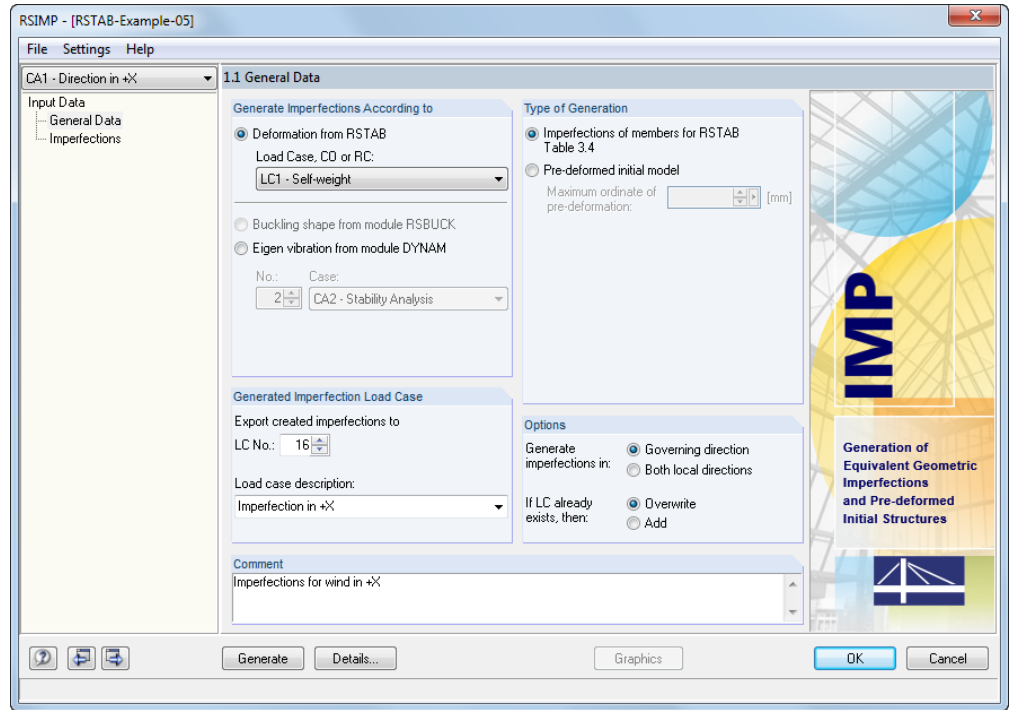 RSIMP - [RSTAB-Example-05]
File Settings Help
CA1 - Direction in +X
1.1 General Data
Input Data
General Data
Imperfections
Generate Imperfections According to
Deformation from RSTAB
Load Case, CO or RC:
LC1 - Self-weight
Buckling shape from module RSBUCK
Eigen vibration from module DYNAM
No.: Case:
2 CA2 - Stability Analysis
Type of Generation
Imperfections of members for RSTAB
Table 3.4
Pre-deformed initial model
Maximum ordinate of
pre-deformation:
[mm]
Generated Imperfection Load Case
Export created imperfections to
LC No.: 16
Load case description:
Imperfection in +X
Options
Generate
imperfections in:
Governing direction
Both local directions
If LC already
exists, then:
Overwrite
Add
Comment
Imperfections for wind in +X
IMP
Generation of
Equivalent Geometric
Imperfections
and Pre-deformed
Initial Structures
Generate Details... Graphics OK Cancel